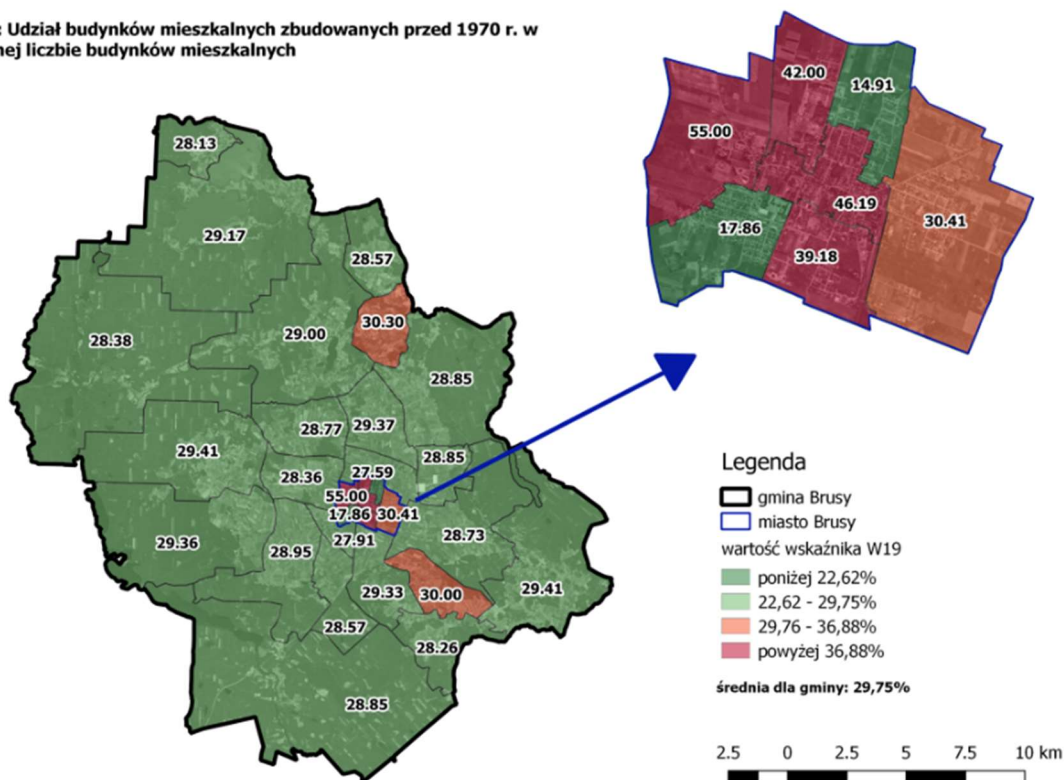 : Udział budynków mieszkalnych zbudowanych przed 1970 r. w
nej liczbie budynków mieszkalnych
28.13
29.17
28.57
30.30
29.00
28.38
28.85
28.77
29.37
29.41
28.85
28.36
27.59
55.00
17.86
30.41
27.91
28.73
29.36
28.95
29.33
30.00
29.41
28.57
28.26
28.85
42.00
14.91
55.00
46.19
30.41
17.86
39.18
Legenda
gmina Brusy
miasto Brusy
wartość wskaźnika W19
poniżej 22,62%
22,62 - 29,75%
29,76 - 36,88%
powyżej 36,88%
średnia dla gminy: 29,75%
2.5 0 2.5 5 7.5 10 km